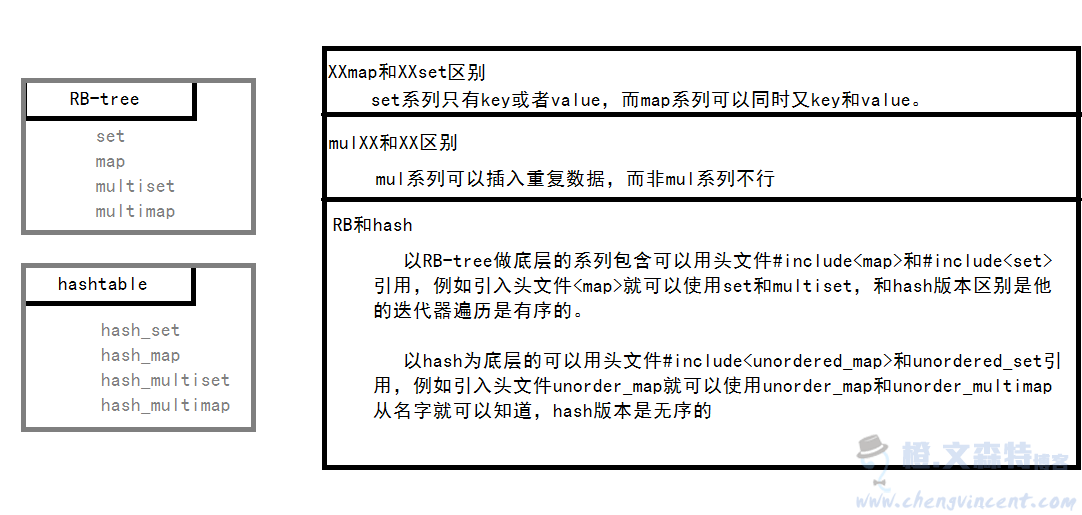 RB-tree
set
map
multiset
multimap
hashtable
hash_set
hash_map
hash_multiset
hash_multimap
XXmap和XXset区别
set系列只有key或者value，而map系列可以同时又key和value。
mulXX和XX区别
mul系列可以插入重复数据，而非mul系列不行
RB和hash
以RB-tree做底层的系列包含可以用头文件#include<map>和#include<set>
引用，例如引入头文件<map>就可以使用set和multiset，和hash版本区别是他
的迭代器遍历是有序的。
以hash为底层的可以用头文件#include<unordered_map>和unordered_set引
用，例如引入头文件unorder_map就可以使用unorder_map和unorder_multimap
从名字就可以知道，hash版本是无序的
橙.文森特博客
www.chengvincent.com